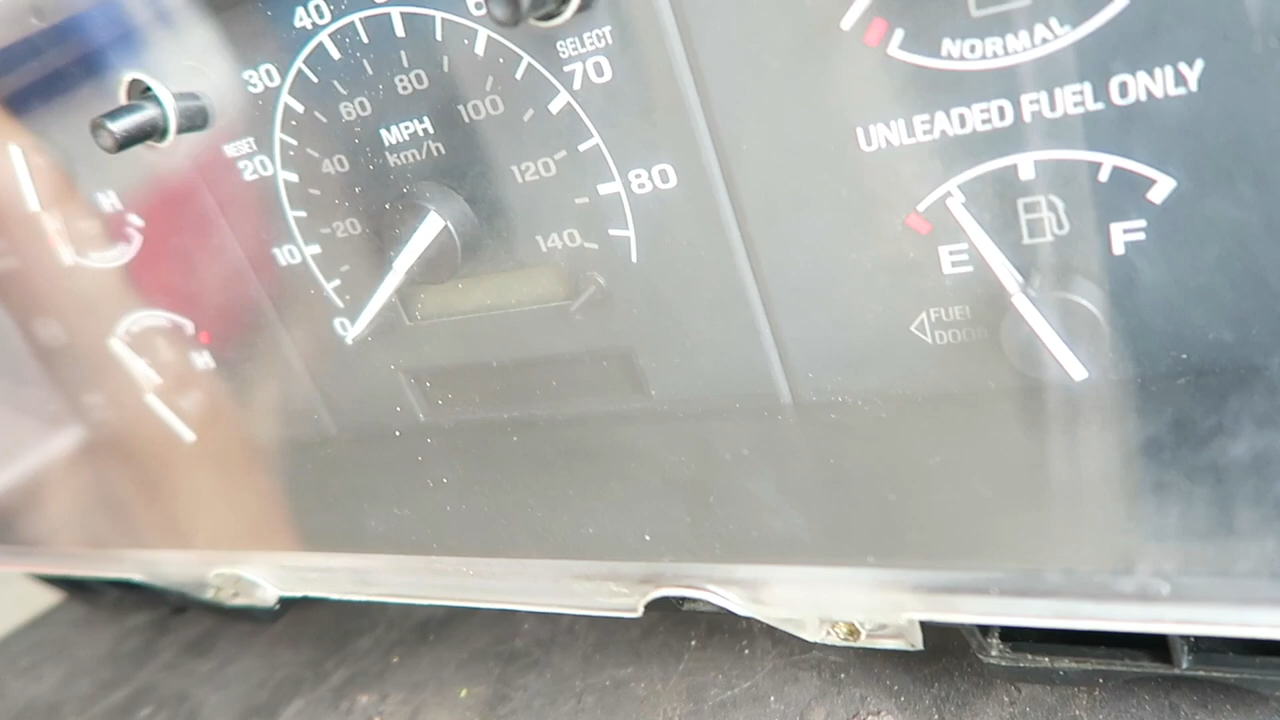 40
SELECT
30
70
80
60
100
MPH
km/h
RESET
20
40
120
80
20
10
140
0
H
H
NORMAL
UNLEADED FUEL ONLY
E
F
FUEL
DOOR